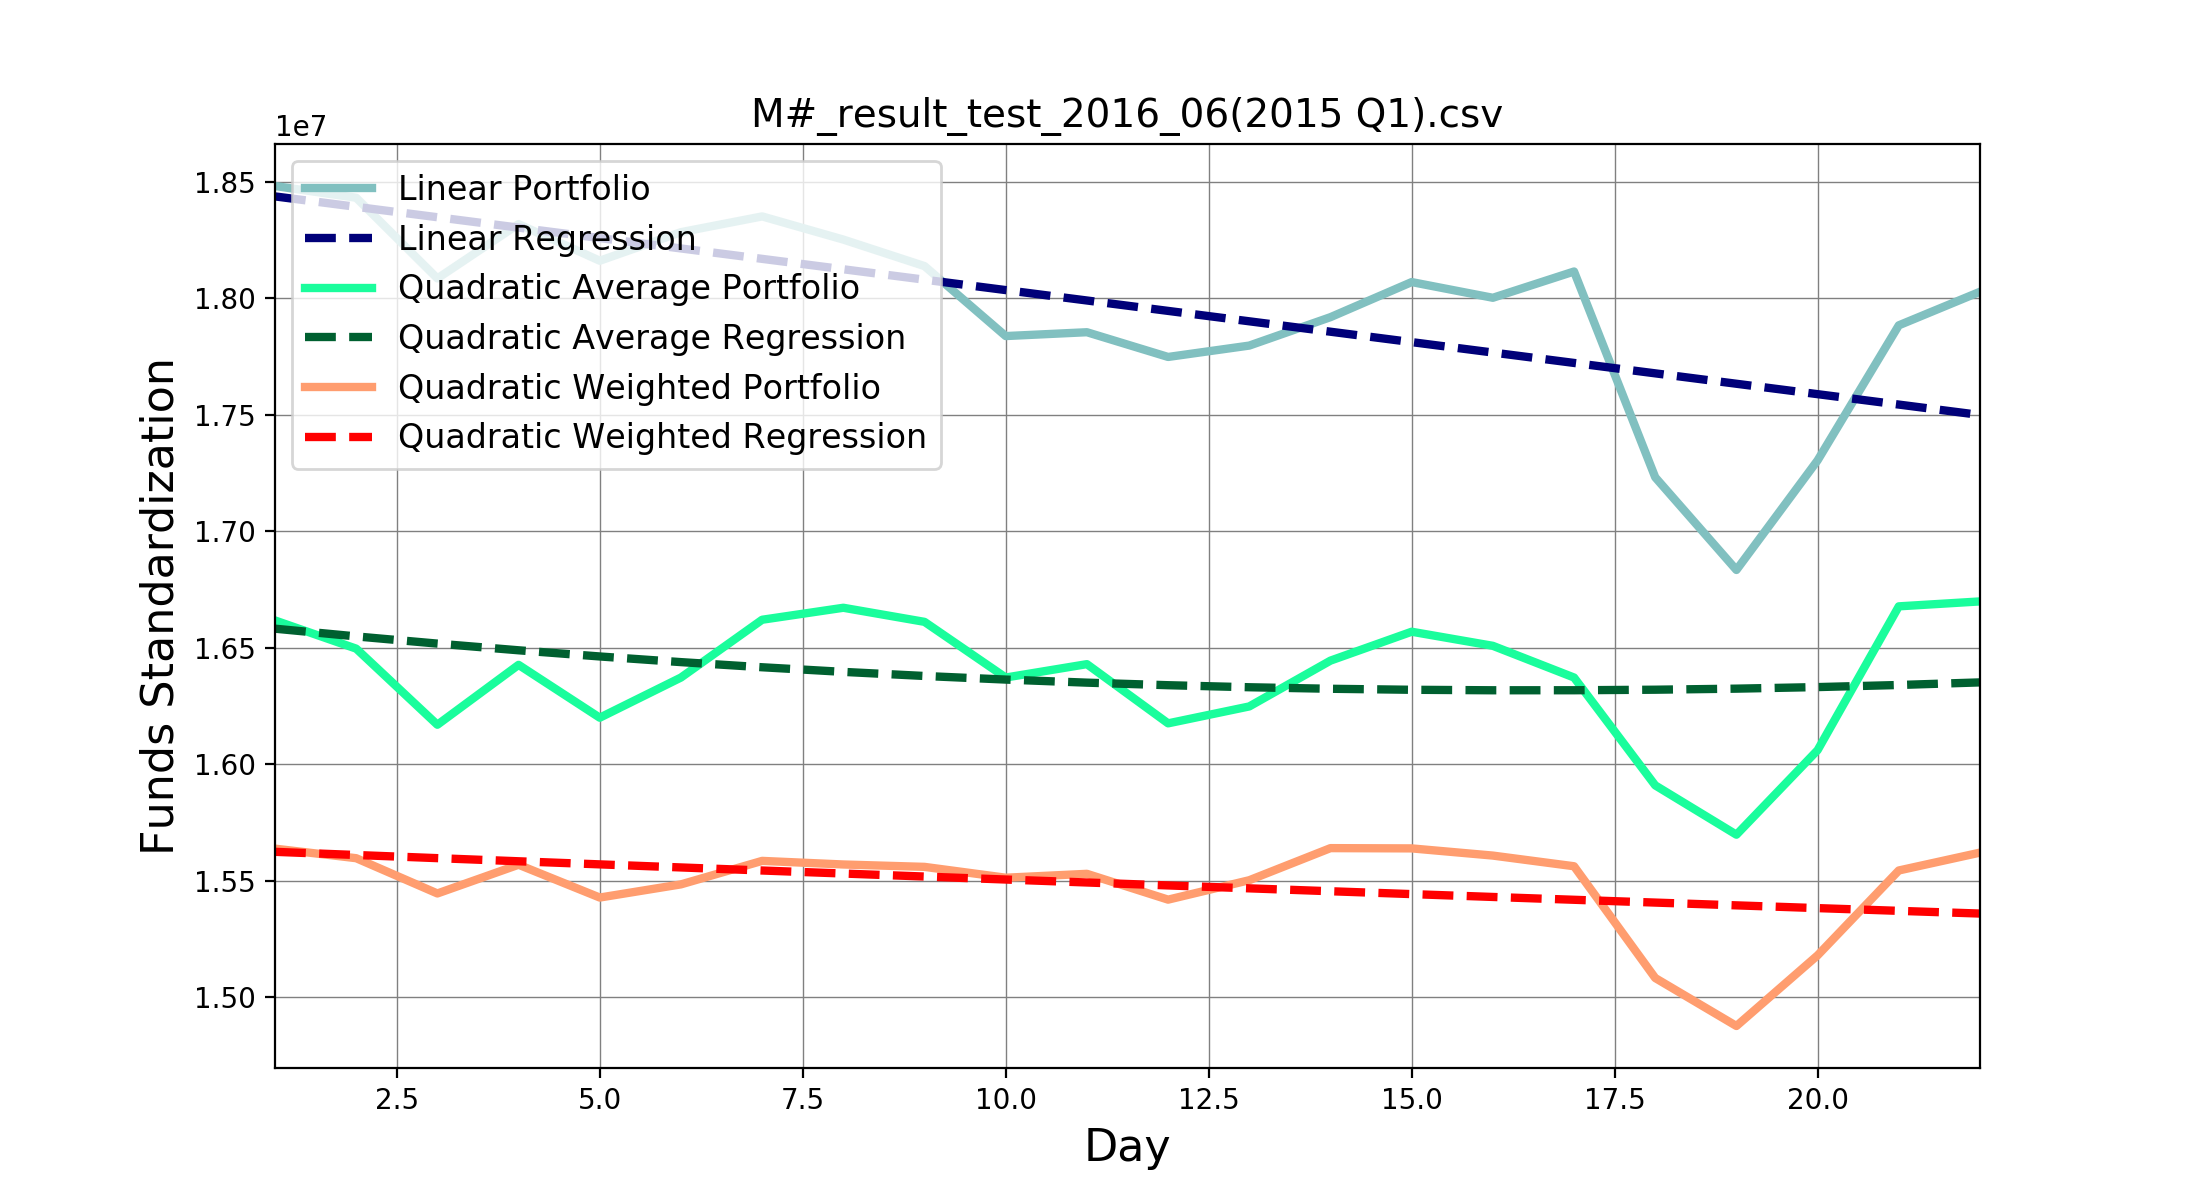 M#_result_test_2016_06(2015 Q1).csv
1e7
Linear Portfolio
Linear Regression
Quadratic Average Portfolio
Quadratic Average Regression
Quadratic Weighted Portfolio
Quadratic Weighted Regression
1.85
1.80
1.75
1.70
1.65
1.60
1.55
1.50
Funds Standardization
2.5 5.0 7.5 10.0 12.5 15.0 17.5 20.0
Day